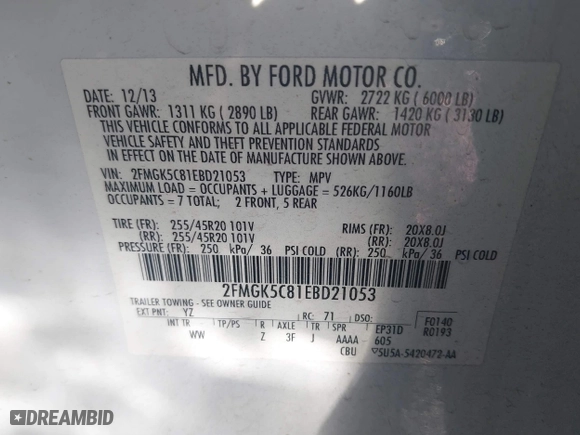 MFD. BY FORD MOTOR CO.
DATE: 12/13 GVWR: 2722 KG ( 6000 LB)
FRONT GAWR: 1311 KG ( 2890 LB) REAR GAWR: 1420 KG ( 3130 LB)
THIS VEHICLE CONFORMS TO ALL APPLICABLE FEDERAL MOTOR
VEHICLE SAFETY AND THEFT PREVENTION STANDARDS IN
EFFECT ON THE DATE OF MANUFACTURE SHOWN ABOVE.
VIN: 2FMGK5C81EBD21053 TYPE: MPV
MAXIMUM LOAD = OCCUPANTS + LUGGAGE = 526KG/1160LB
OCCUPANTS = 7 TOTAL; 2 FRONT, 5 REAR
TIRE (FR): 255/45R20 101V RIMS (FR): 20X8.0J
(RR): 255/45R20 101V (RR): 20X8.0J
PRESSURE (FR): 250 kPa/ 36 PSI COLD (RR): 250 kPa/ 36 PSI COLD
2FMGK5C81EBD21053
TRAILER TOWING - SEE OWNER GUIDE
EXT PNT: YZ RC: 71 DSO: F0140
INT TR TP/PS R AXLE TR SPR EP31D R0193
WW Z 3F J AAAA 605
CBU 5U5A-5420472-AA
DREAMBID